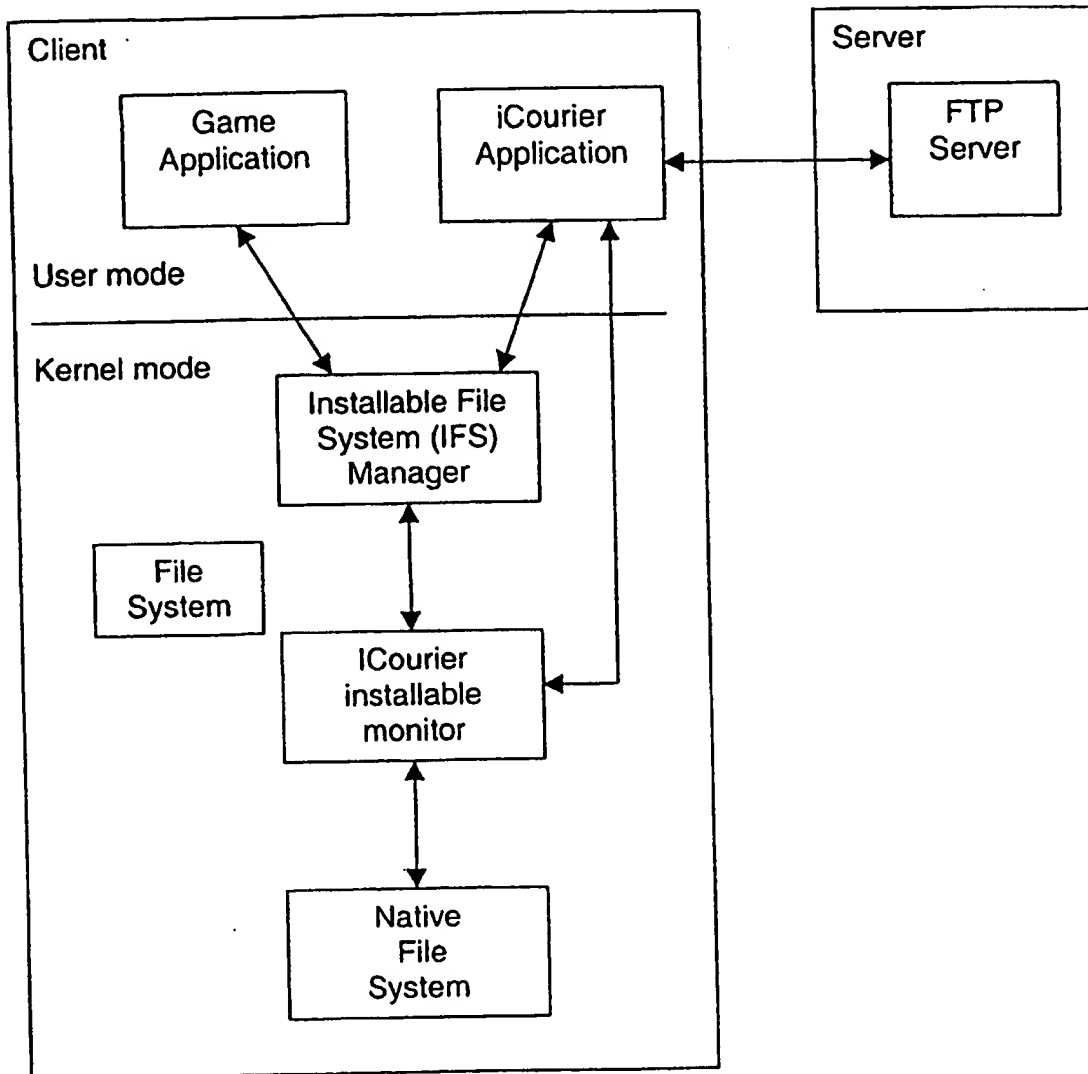 Client
Game
Application
iCourier
Application
Server
FTP
Server
User mode
Kernel mode
Installable File
System (IFS)
Manager
File
System
ICourier
installable
monitor
Native
File
System